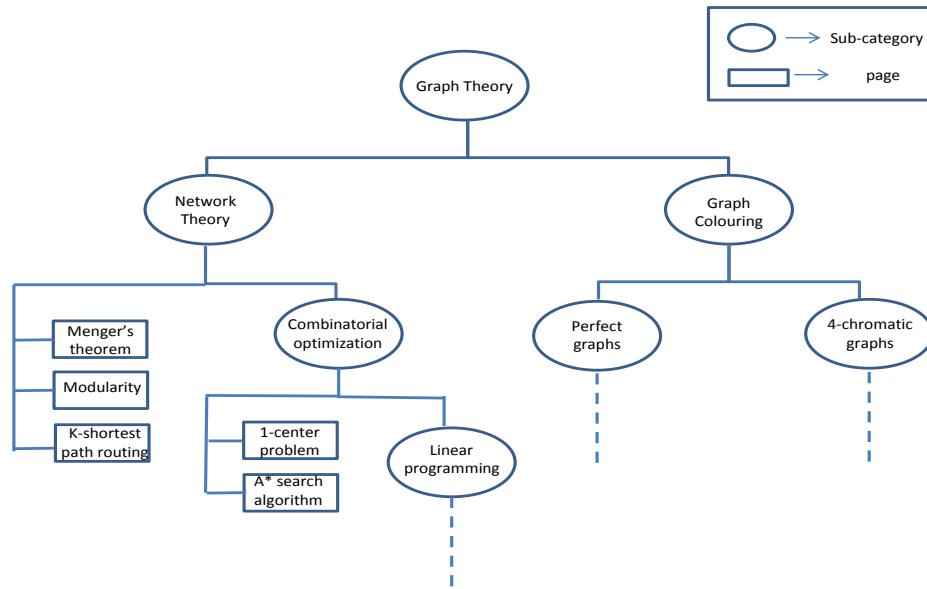 Sub-category
page
Graph Theory
Network
Theory
Graph
Colouring
Menger's
theorem
Modularity
K-shortest
path routing
Combinatorial
optimization
1-center
problem
A* search
algorithm
Linear
programming
Perfect
graphs
4-chromatic
graphs